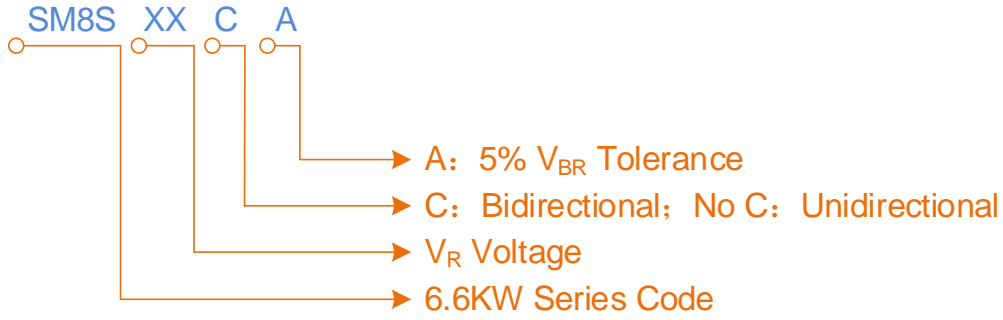 SM8S XX C A
A：5% VBR Tolerance
C：Bidirectional；No C：Unidirectional
VR Voltage
6.6KW Series Code